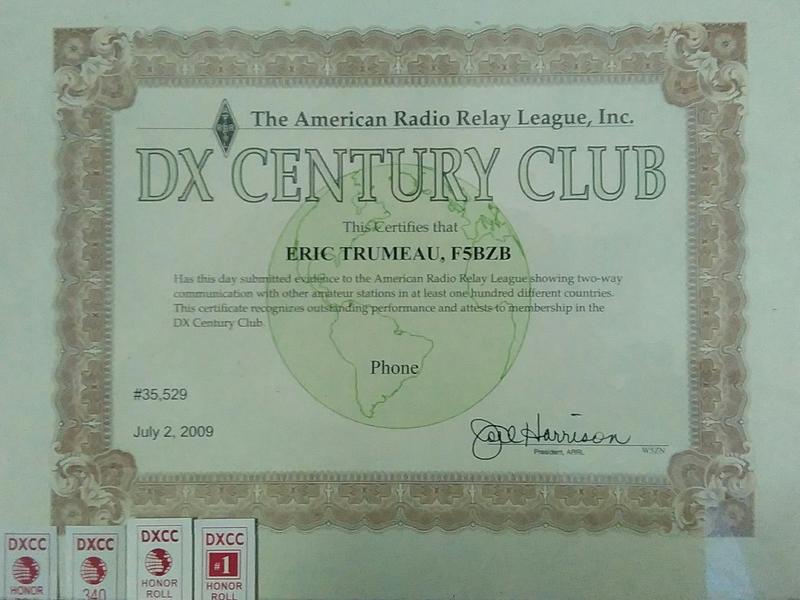 The American Radio Relay League, Inc.
DX CENTURY CLUB
This Certifies that
ERIC TRUMEAU, F5BZB
Has this day submitted evidence to the American Radio Relay League showing two-way
communication with other amateur stations in at least one hundred different countries.
This certificate recognizes outstanding performance and attests to membership in the
DX Century Club.
Phone
#35,529
July 2, 2009
Joel Harrison
President, ARRL
W5ZN
DXCC
HONOR
DXCC
340
DXCC
HONOR
ROLL
DXCC
#1
HONOR
ROLL